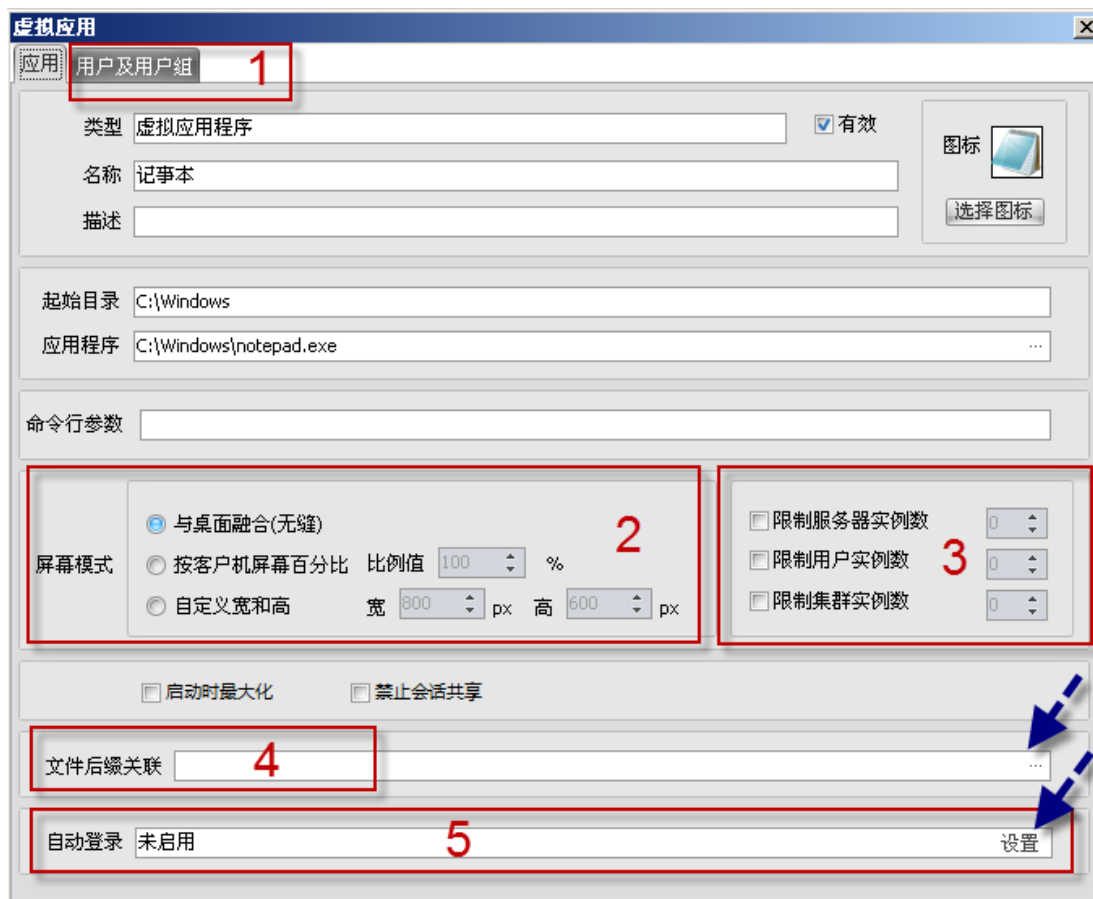 虚拟应用
应用 用户及用户组 1
类型 虚拟应用程序 有效
图标
名称 记事本
选择图标
描述
起始目录 C:\Windows
应用程序 C:\Windows\notepad.exe ...
命令行参数
屏幕模式
与桌面融合(无缝)
按客户机屏幕百分比 比例值 100 %
自定义宽和高 宽 800 px 高 600 px
2
限制服务器实例数 0
限制用户实例数 0
限制集群实例数 0
3
启动时最大化 禁止会话共享
文件后缀关联 4 ...
自动登录 未启用 5 设置